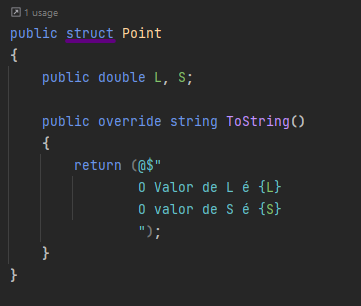 1 usage
public struct Point
{
public double L, S;
public override string ToString()
{
return (@$"
O Valor de L é {L}
O valor de S é {S}
");
}
}